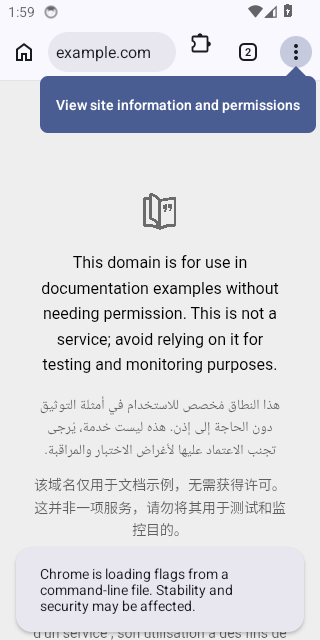 1:59
example.com
2
View site information and permissions
This domain is for use in
documentation examples without
needing permission. This is not a
service; avoid relying on it for
testing and monitoring purposes.
هذا النطاق مُخصص للاستخدام في أمثلة التوثيق
دون الحاجة إلى إذن. هذه ليست خدمة، يُرجى
تجنب الاعتماد عليها لأغراض الاختبار والمراقبة.
该域名仅用于文档示例，无需获得许可。
这并非一项服务，请勿将其用于测试和监
控目的。
Chrome is loading flags from a
command-line file. Stability and
security may be affected.
d'un service ; son utilisation à des fins de